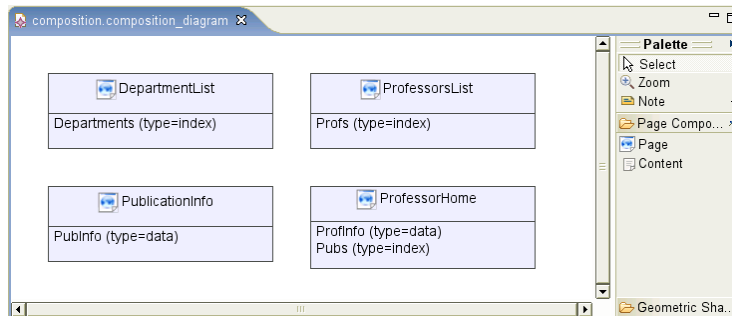 composition.composition_diagram
DepartmentList
Departments (type=index)
ProfessorsList
Profs (type=index)
PublicationInfo
PubInfo (type=data)
ProfessorHome
ProfInfo (type=data)
Pubs (type=index)
Palette
Select
Zoom
Note
Page Compo...
Page
Content
Geometric Sha...